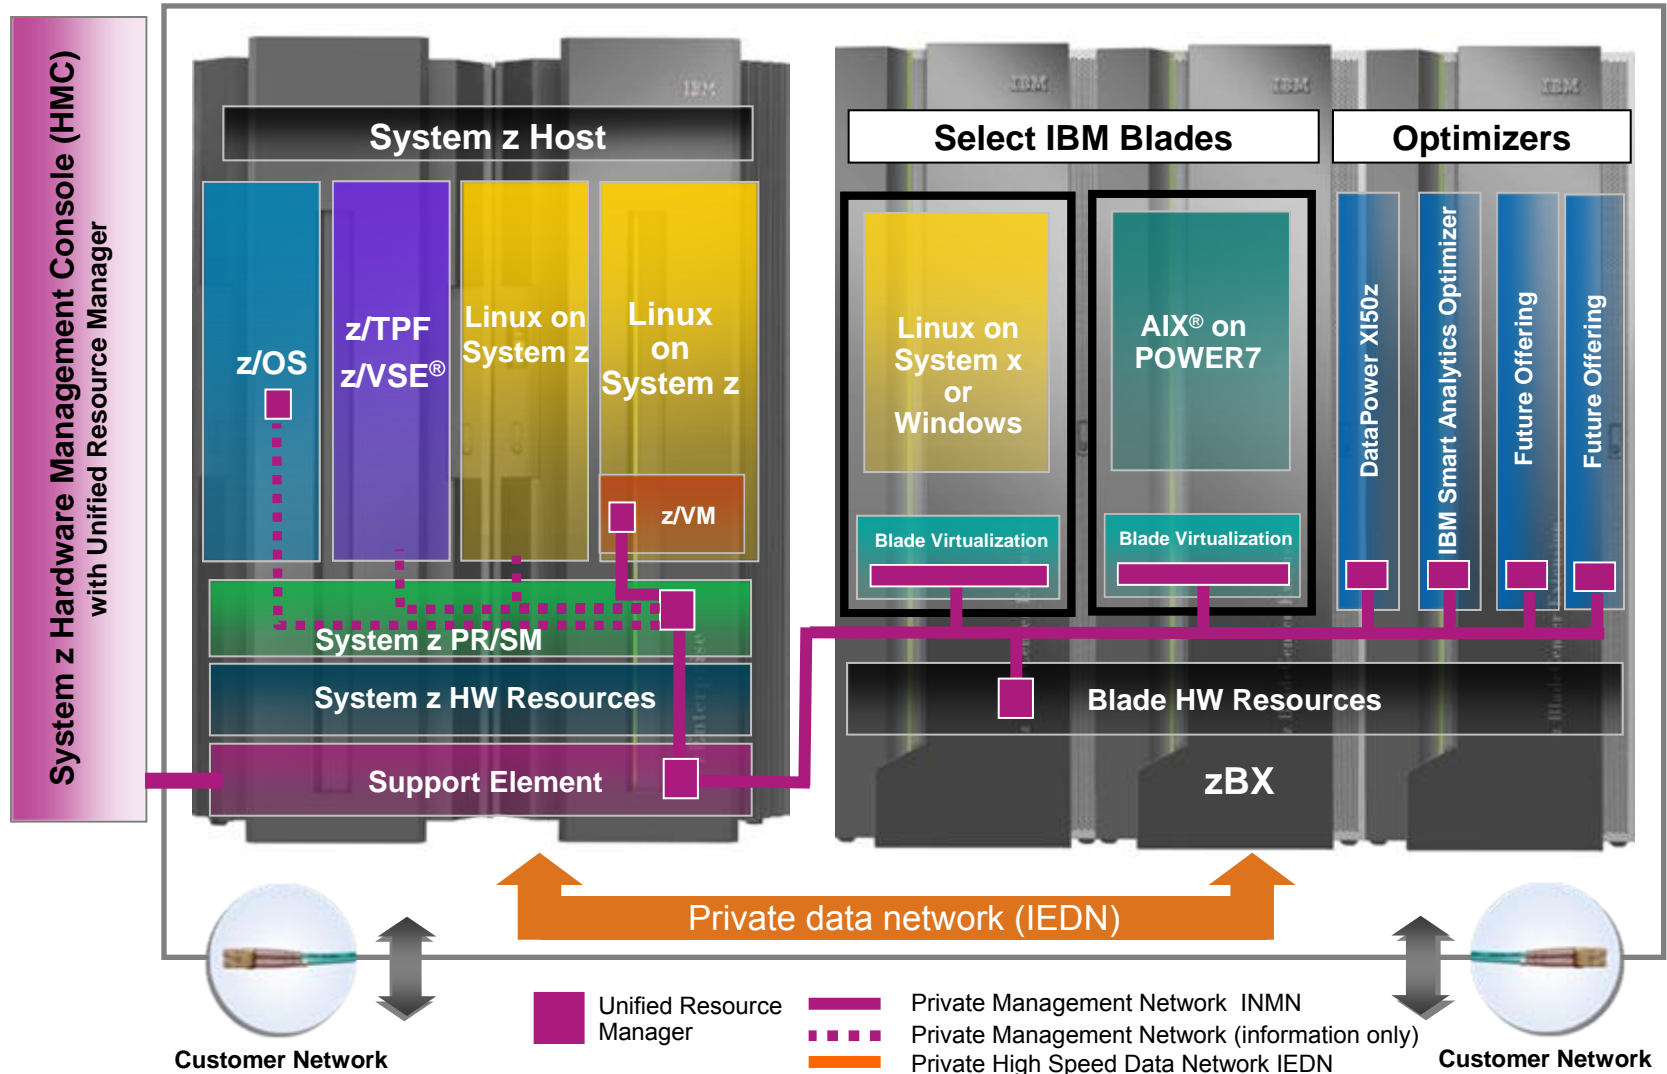 System z Hardware Management Console (HMC)
with Unified Resource Manager
IBM
System z Host
z/OS
z/TPF
z/VSE®
Linux on
System z
Linux
on
System z
z/VM
System z PR/SM
System z HW Resources
Support Element
IBM
IBM
IBM
Select IBM Blades
Optimizers
Linux on
System x
or
Windows
AIX® on
POWER7
Blade Virtualization
Blade Virtualization
DataPower XI50z
IBM Smart Analytics Optimizer
Future Offering
Future Offering
Blade HW Resources
zBX
Private data network (IEDN)
Customer Network
Unified Resource
Manager
Private Management Network INMN
Private Management Network (information only)
Private High Speed Data Network IEDN
Customer Network